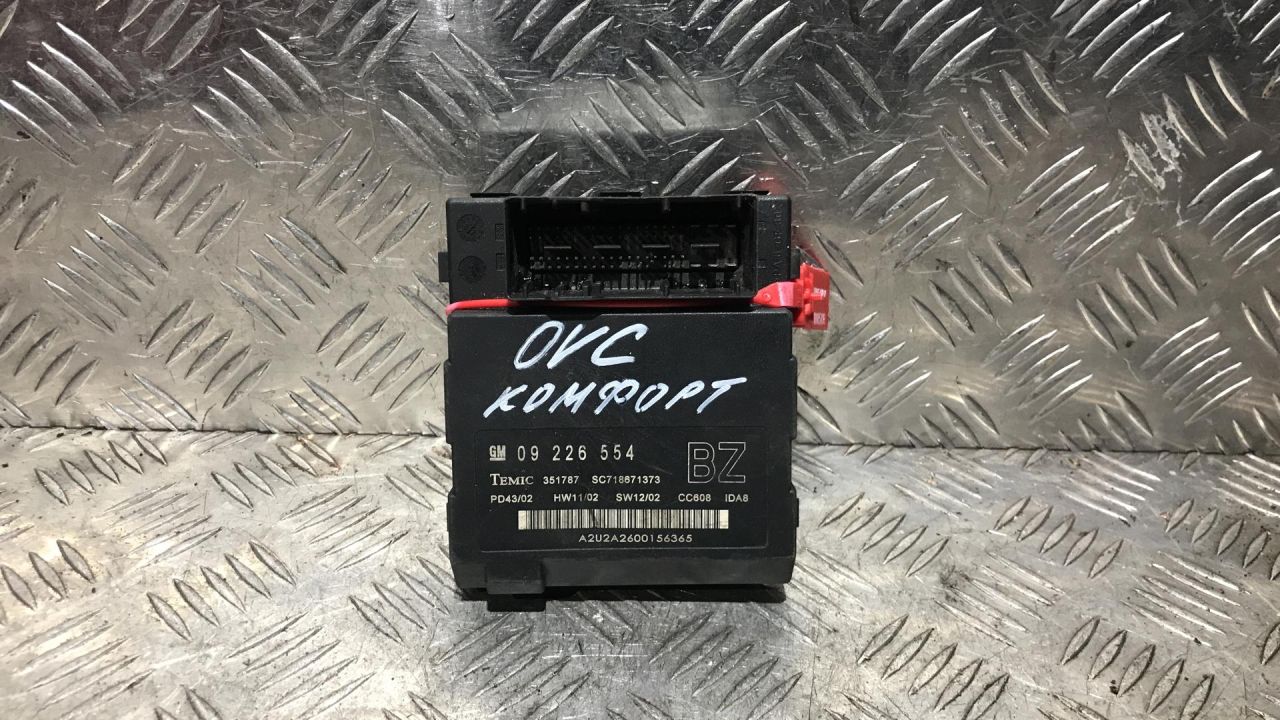 OVC
КОМФОРТ
GM 09 226 554 BZ
TEMIC 351787 SC718671373
PD43/02 HW11/02 SW12/02 CC608 IDA8
A2U2A2600156365